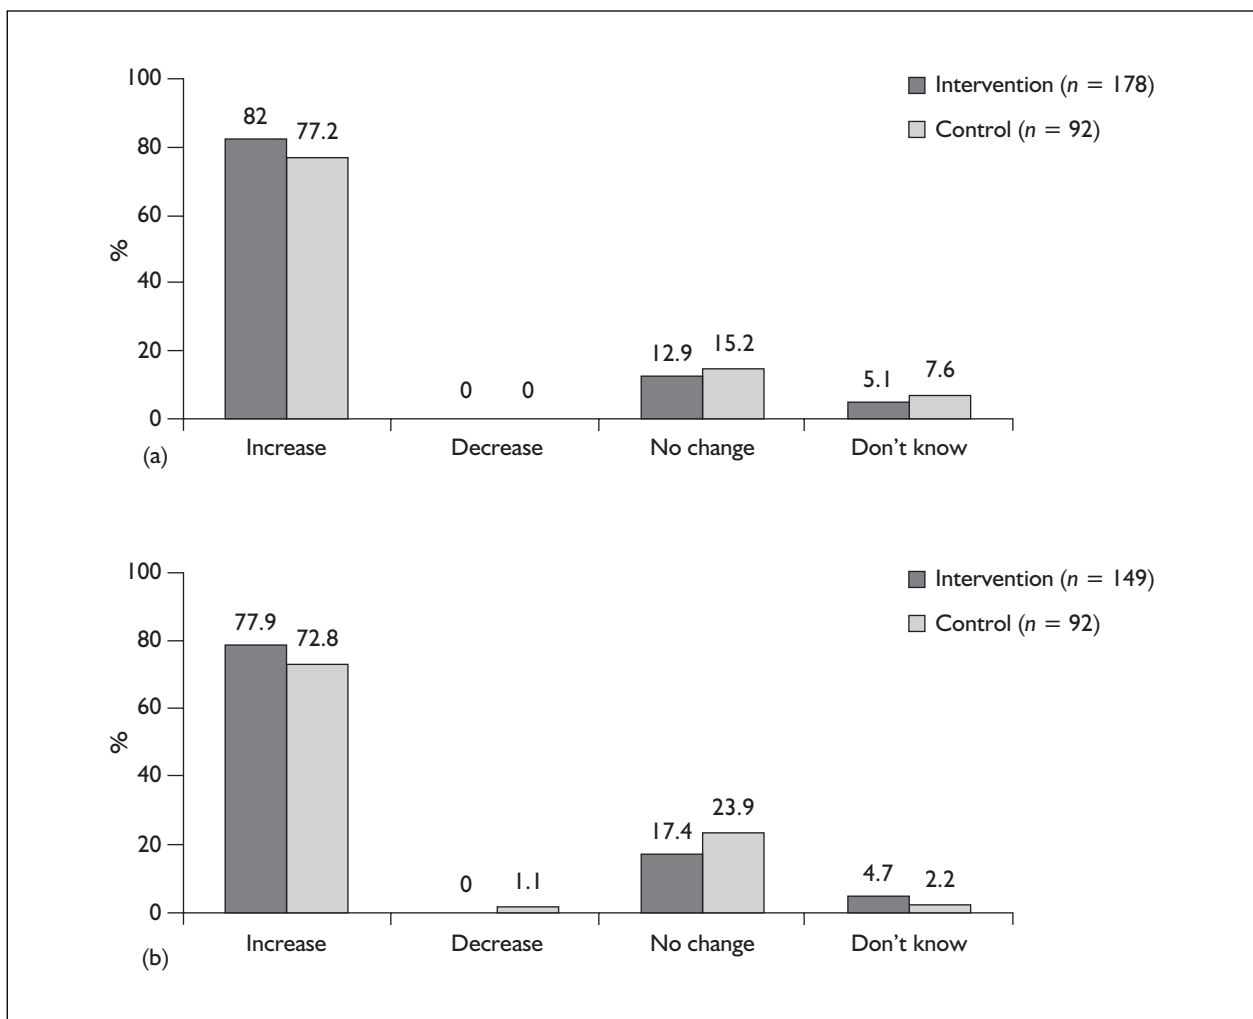 100
80
60
40
20
0
%
82
77.2
0
0
12.9
15.2
5.1
7.6
Increase
Decrease
No change
Don't know
Intervention (n = 178)
Control (n = 92)
(a)
100
80
60
40
20
0
%
77.9
72.8
0
1.1
17.4
23.9
4.7
2.2
Increase
Decrease
No change
Don't know
Intervention (n = 149)
Control (n = 92)
(b)